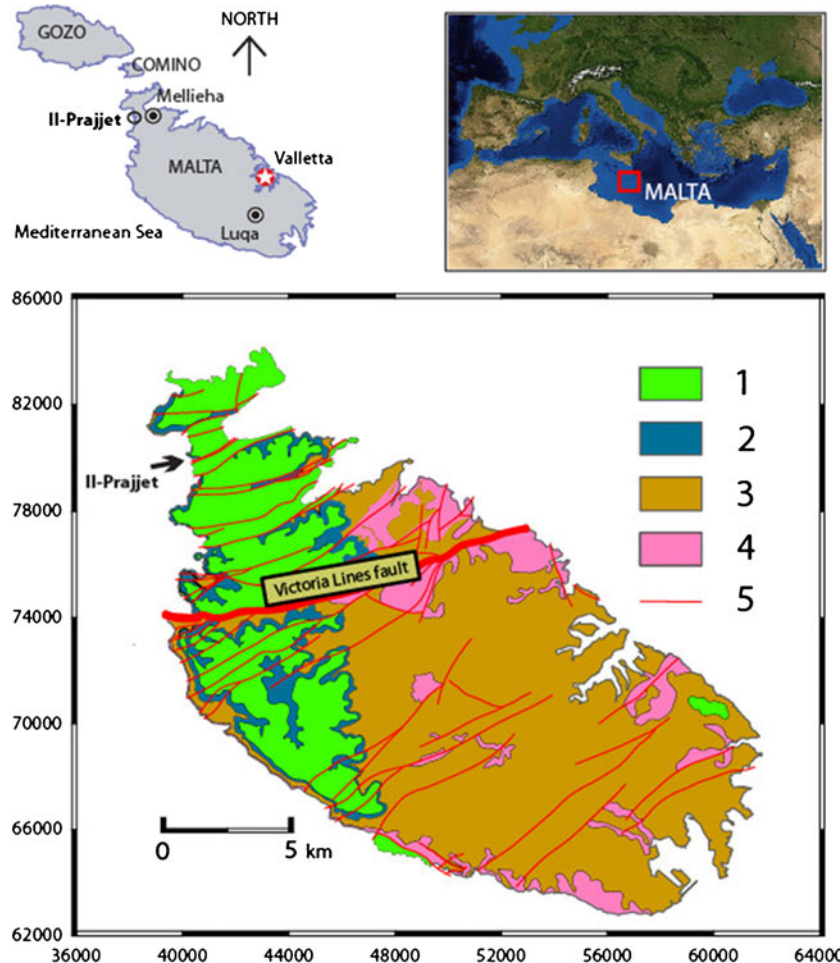 NORTH
GOZO
COMINO
Mellieha
Il-Prajjet
MALTA
Valletta
Mediterranean Sea
Luqa
MALTA
86000
82000
78000
74000
70000
66000
62000
Il-Prajjet
Victoria Lines fault
1
2
3
4
5
0 5 km
36000 40000 44000 48000 52000 56000 60000 64000